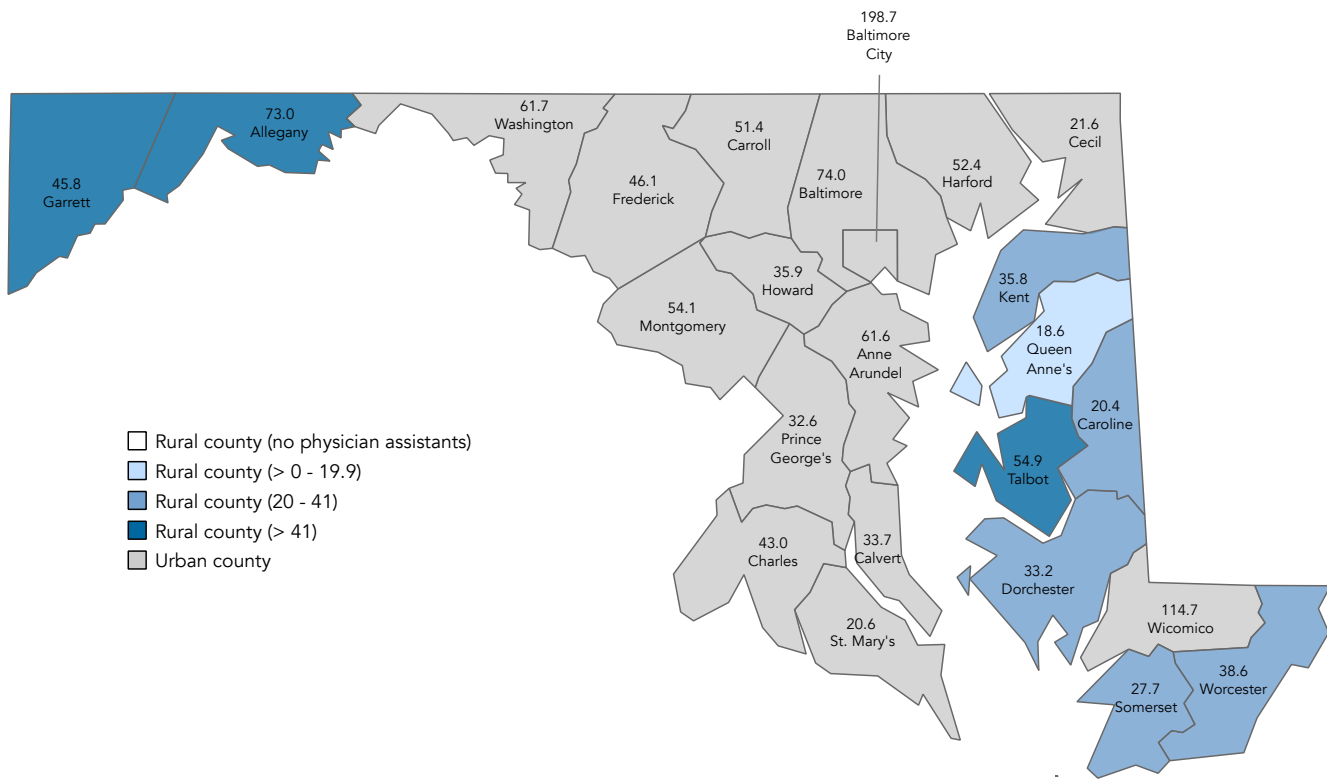 198.7
Baltimore
City
73.0
Allegany
61.7
Washington
51.4
Carroll
21.6
Cecil
52.4
Harford
74.0
Baltimore
45.8
Garrett
46.1
Frederick
35.9
Howard
35.8
Kent
54.1
Montgomery
61.6
Anne
Arundel
18.6
Queen
Anne's
20.4
Caroline
32.6
Prince
George's
54.9
Talbot
Rural county (no physician assistants)
Rural county (> 0 - 19.9)
Rural county (20 - 41)
Rural county (> 41)
Urban county
43.0
Charles
33.7
Calvert
33.2
Dorchester
114.7
Wicomico
20.6
St. Mary's
38.6
Worcester
27.7
Somerset
-